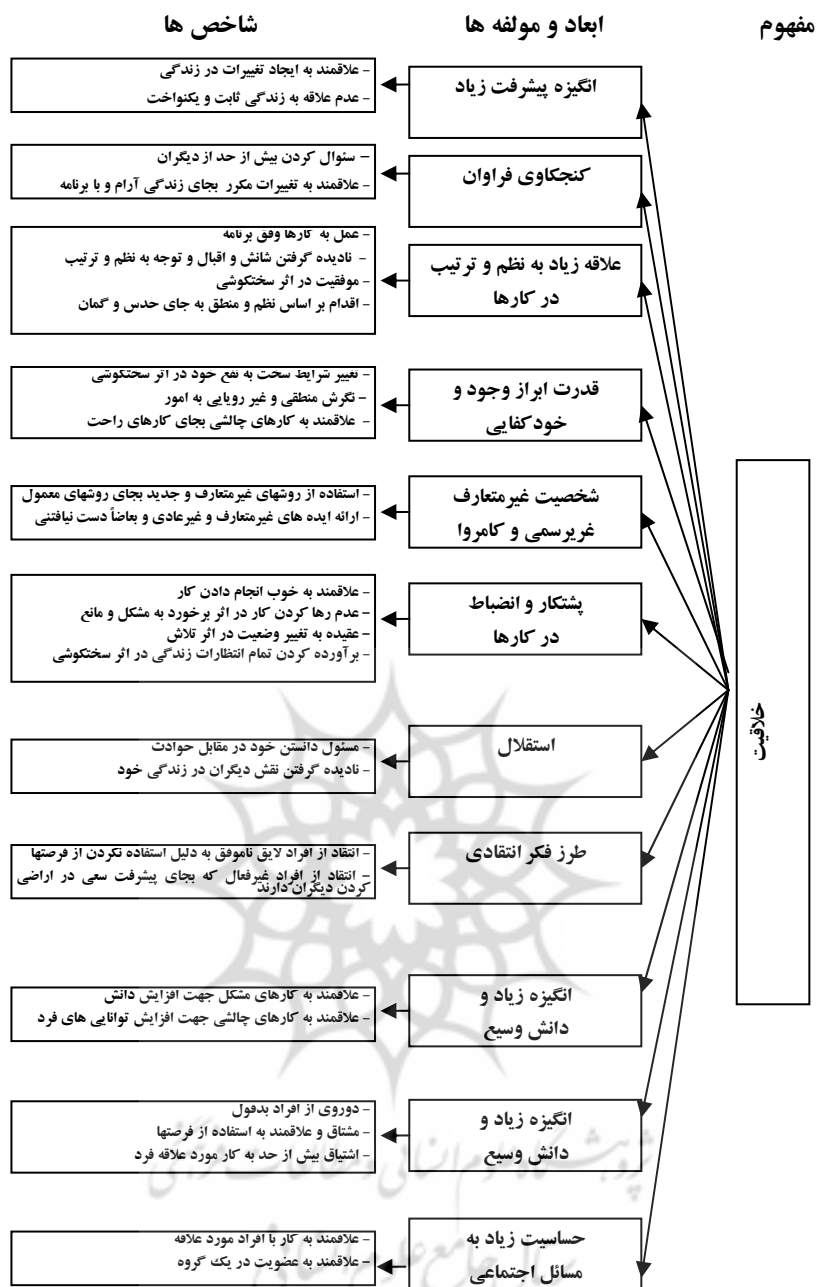 مفهوم
ابعاد و مولفه ها
شاخص ها
خلاقیت
انگیزه پیشرفت زیاد
- علاقمند به ایجاد تغییرات در زندگی
- عدم علاقه به زندگی ثابت و یکنواخت
کنجکاوی فراوان
- سئوال کردن بیش از حد از دیگران
- علاقمند به تغییرات مکرر بجای زندگی آرام و با برنامه
علاقه زیاد به نظم و ترتیب
در کارها
- عمل به کارها وفق برنامه
- نادیده گرفتن شانش و اقبال و توجه به نظم و ترتیب
- موفقیت در اثر سختکوشی
- اقدام بر اساس نظم و منطق به جای حدس و گمان
قدرت ابراز وجود و
خودکفایی
- تغییر شرایط سخت به نفع خود در اثر سختکوشی
- نگرش منطقی و غیر رویایی به امور
- علاقمند به کارهای چالشی بجای کارهای راحت
شخصیت غیرمتعارف
غریرسمی و کامروا
- استفاده از روشهای غیرمتعارف و جدید بجای روشهای معمول
- ارائه ایده های غیرمتعارف و غیرعادی و بعاضاً دست نیافتنی
پشتکار و انضباط
در کارها
- علاقمند به خوب انجام دادن کار
- عدم رها کردن کار در اثر برخورد به مشکل و مانع
- عقیده به تغییر وضعیت در اثر تلاش
- برآورده کردن تمام انتظارات زندگی در اثر سختکوشی
استقلال
- مسئول دانستن خود در مقابل حوادث
- نادیده گرفتن نقش دیگران در زندگی خود
طرز فکر انتقادی
- انتقاد از افراد لایق ناموفق به دلیل استفاده نکردن از فرصتها
- انتقاد از افراد غیرفعال که بجای پیشرفت سعی در اراضی
کردن دیگران دارند
انگیزه زیاد و
دانش وسیع
- علاقمند به کارهای مشکل جهت افزایش دانش
- علاقمند به کارهای چالشی جهت افزایش توانایی های فرد
انگیزه زیاد و
دانش وسیع
- دوروی از افراد بدقول
- مشتاق و علاقمند به استفاده از فرصتها
- اشتیاق بیش از حد به کار مورد علاقه فرد
حساسیت زیاد به
مسائل اجتماعی
- علاقمند به کار با افراد مورد علاقه
- علاقمند به عضویت در یک گروه
پژوهشگاه علوم انسانی و مطالعات فرهنگی
پرتال جامع علوم انسانی